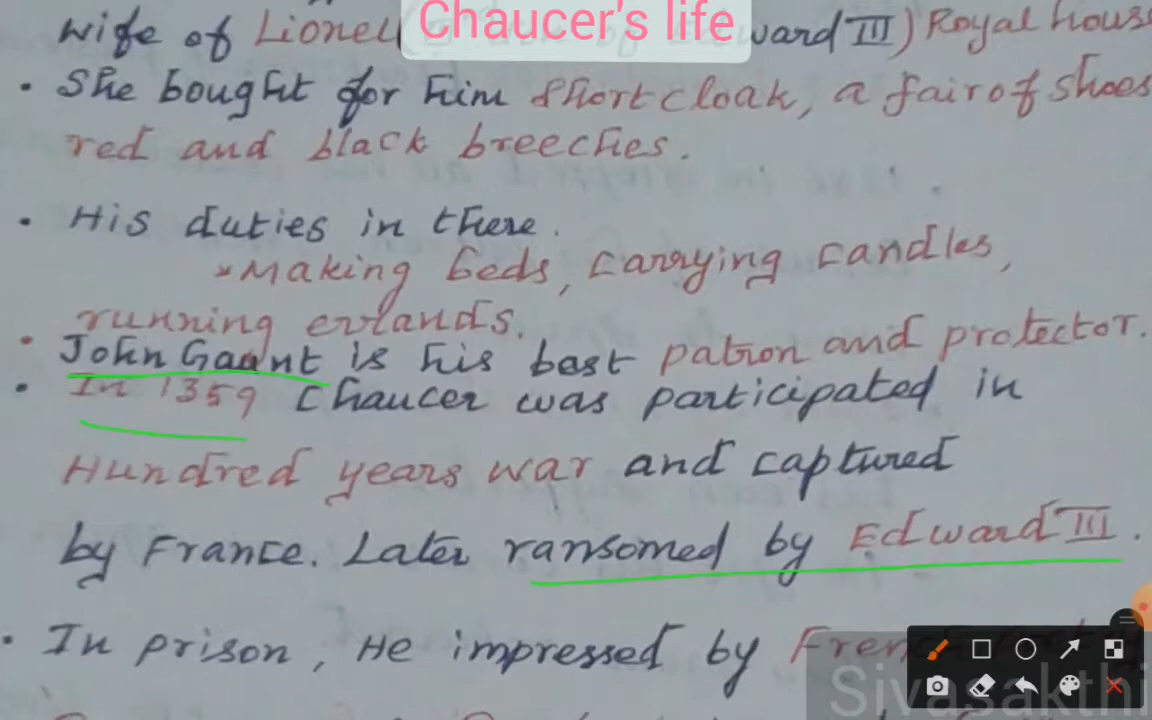 Chaucer's life
wife of Lionel ward III) Royal hous
• She bought for him short cloak, a fair of shoes
red and black breeches.
• His duties in there.
Making beds, carrying candles,
running errands.
• John Gaunt is his best patron and protector.
• In 1359 Chaucer was participated in
Hundred years war and captured
by France. Later ransomed by Edward III.
• In prison, He impressed by Fren
Sivasakthi